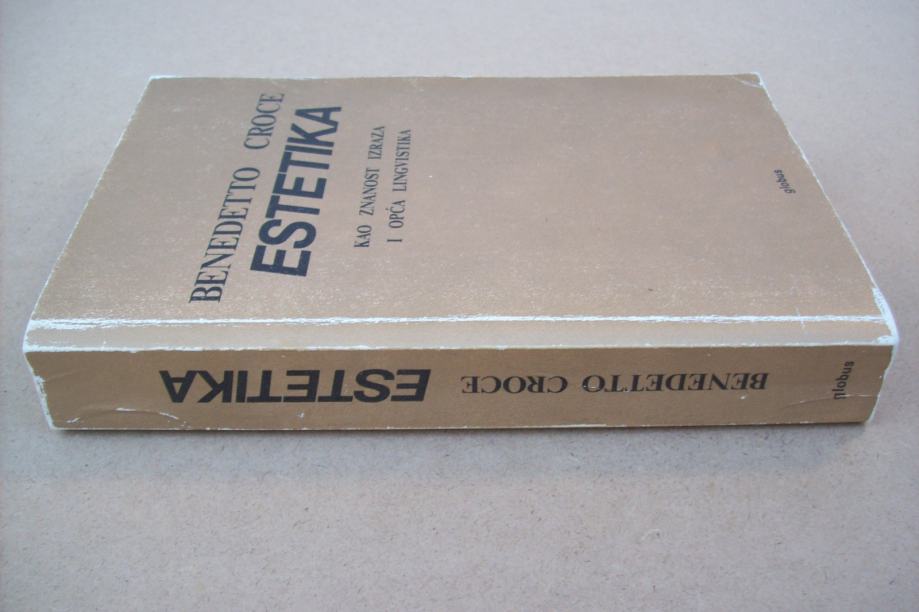 BENEDETTO CROCE
ESTETIKA
KAO ZNANOST IZRAZA
I OPĆA LINGVISTIKA
globus
ESTETIKA
BENEDETTO CROCE
globus